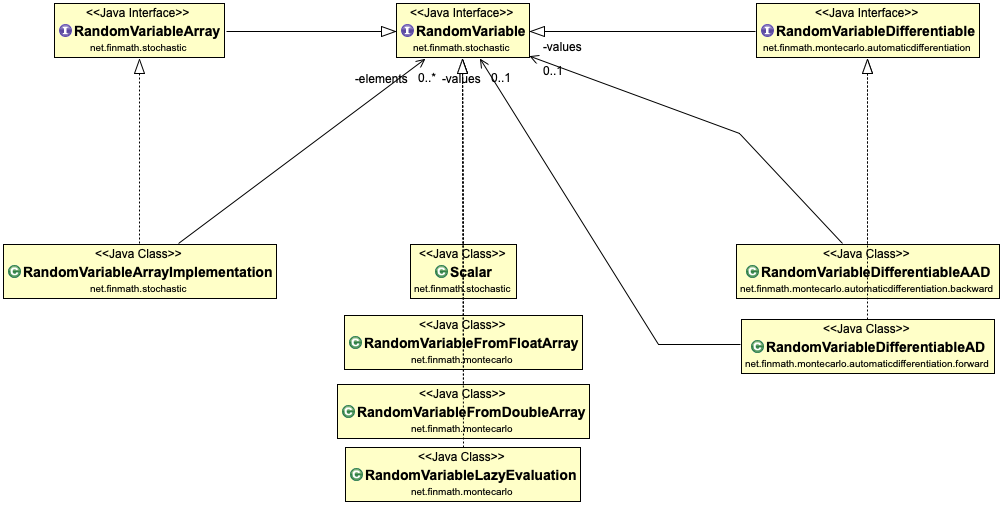 <<Java Interface>>
RandomVariableArray
net.finmath.stochastic
<<Java Interface>>
RandomVariable
net.finmath.stochastic
<<Java Interface>>
RandomVariableDifferentiable
net.finmath.montecarlo.automaticdifferentiation
-values
0..1
-elements
0..*
-values
0..1
<<Java Class>>
RandomVariableArrayImplementation
net.finmath.stochastic
<<Java Class>>
Scalar
net.finmath.stochastic
<<Java Class>>
RandomVariableDifferentiableAAD
net.finmath.montecarlo.automaticdifferentiation.backward
<<Java Class>>
RandomVariableFromFloatArray
net.finmath.montecarlo
<<Java Class>>
RandomVariableDifferentiableAD
net.finmath.montecarlo.automaticdifferentiation.forward
<<Java Class>>
RandomVariableFromDoubleArray
net.finmath.montecarlo
<<Java Class>>
RandomVariableLazyEvaluation
net.finmath.montecarlo